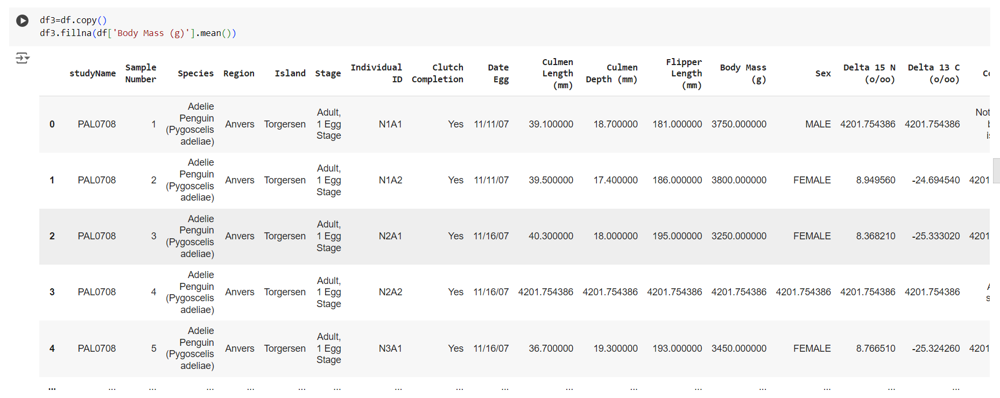 df3=df.copy()
df3.fillna(df['Body Mass (g)'].mean())
studyName Sample Number Species Region Island Stage Individual ID Clutch Completion Date Egg Culmen Length (mm) Culmen Depth (mm) Flipper Length (mm) Body Mass (g) Sex Delta 15 N (o/oo) Delta 13 C (o/oo)
0 PAL0708 1 Adelie Penguin (Pygoscelis adeliae) Anvers Torgersen Adult, 1 Egg Stage N1A1 Yes 11/11/07 39.100000 18.700000 181.000000 3750.000000 MALE 4201.754386 4201.754386 Not
1 PAL0708 2 Adelie Penguin (Pygoscelis adeliae) Anvers Torgersen Adult, 1 Egg Stage N1A2 Yes 11/11/07 39.500000 17.400000 186.000000 3800.000000 FEMALE 8.949560 -24.694540 4201
2 PAL0708 3 Adelie Penguin (Pygoscelis adeliae) Anvers Torgersen Adult, 1 Egg Stage N2A1 Yes 11/16/07 40.300000 18.000000 195.000000 3250.000000 FEMALE 8.368210 -25.333020 4201
3 PAL0708 4 Adelie Penguin (Pygoscelis adeliae) Anvers Torgersen Adult, 1 Egg Stage N2A2 Yes 11/16/07 4201.754386 4201.754386 4201.754386 4201.754386 4201.754386 4201.754386 4201.754386
4 PAL0708 5 Adelie Penguin (Pygoscelis adeliae) Anvers Torgersen Adult, 1 Egg Stage N3A1 Yes 11/16/07 36.700000 19.300000 193.000000 3450.000000 FEMALE 8.766510 -25.324260 4201
... ... ... ... ... ... ... ... ... ... ... ... ... ... ... ... ...